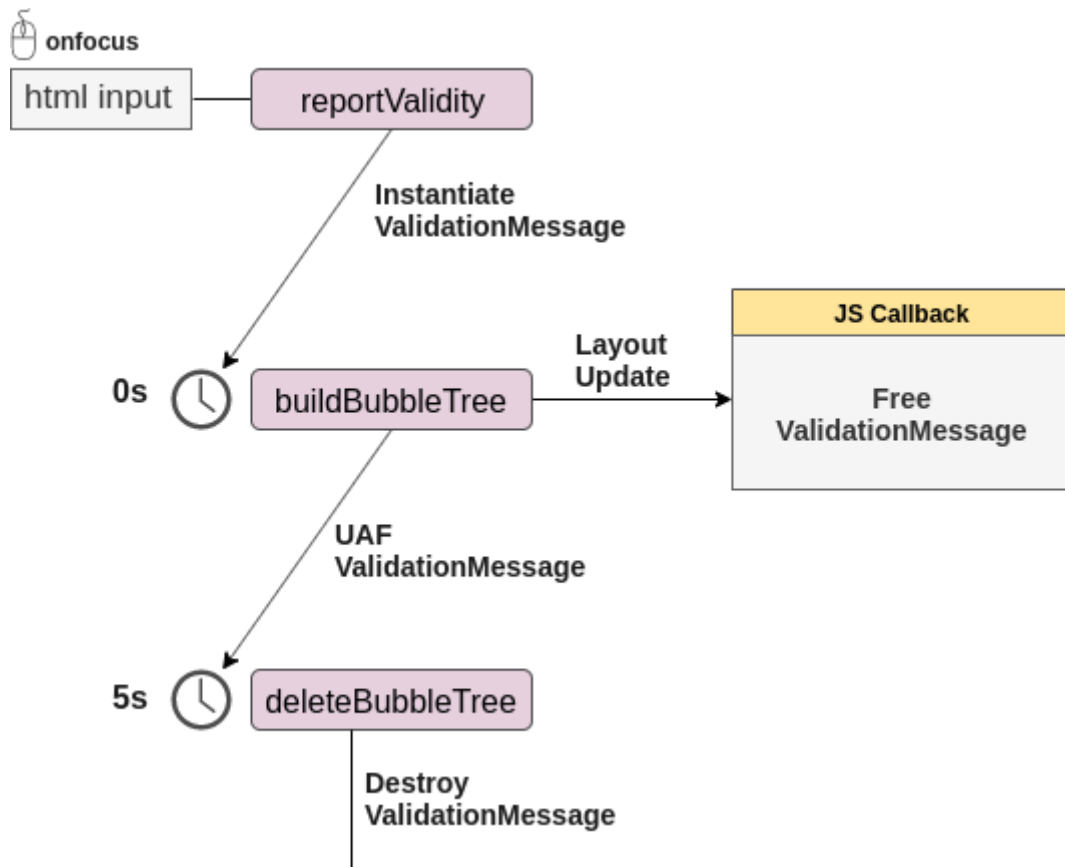 onfocus
html input
reportValidity
Instantiate
ValidationMessage
0s
buildBubbleTree
Layout
Update
JS Callback
Free
ValidationMessage
UAF
ValidationMessage
5s
deleteBubbleTree
Destroy
ValidationMessage